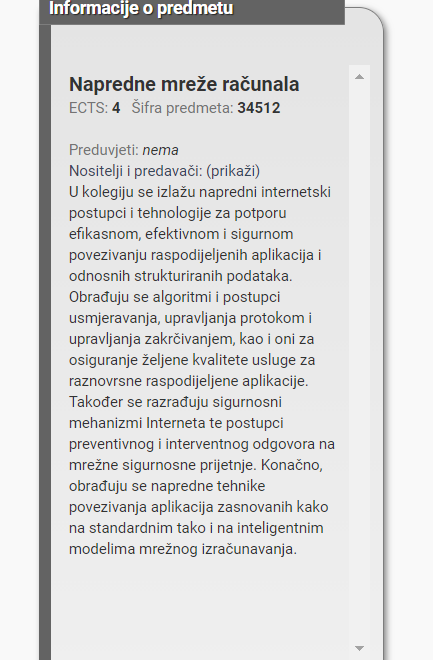 Informacije o predmetu
Napredne mreže računala
ECTS: 4 Šifra predmeta: 34512
Preduvjeti: nema
Nositelji i predavači: (prikaži)
U kolegiju se izlažu napredni internetski
postupci i tehnologije za potporu
efikasnom, efektivnom i sigurnom
povezivanju raspodijeljenih aplikacija i
odnosnih strukturiranih podataka.
Obrađuju se algoritmi i postupci
usmjeravanja, upravljanja protokom i
upravljanja zakrčivanjem, kao i oni za
osiguranje željene kvalitete usluge za
raznovrsne raspodijeljene aplikacije.
Također se razrađuju sigurnosni
mehanizmi Interneta te postupci
preventivnog i interventnog odgovora na
mrežne sigurnosne prijetnje. Konačno,
obrađuju se napredne tehnike
povezivanja aplikacija zasnovanih kako
na standardnim tako i na inteligentnim
modelima mrežnog izračunavanja.